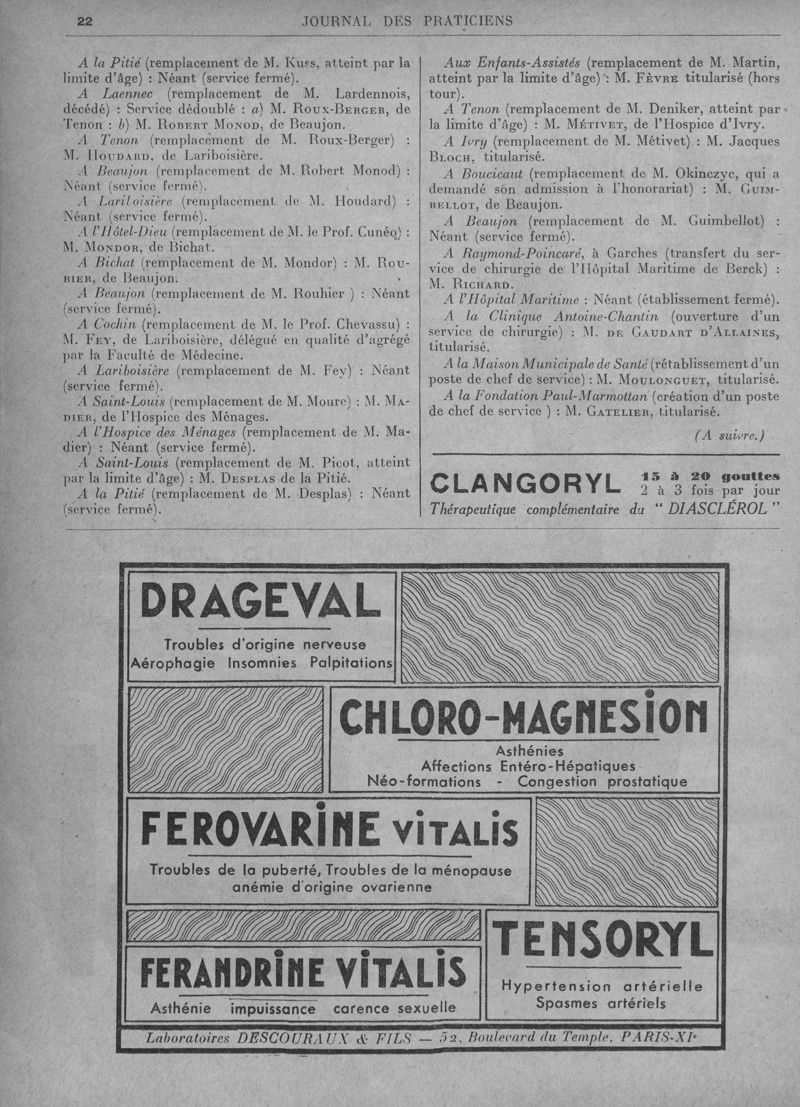 22
JOURNAL DES PRATICIENS
A la Pitié (remplacement de M. Kuss, atteint par la
limite d'âge) : Néant (service fermé).
A Laennec (remplacement de M. Lardennois,
décédé) : Service dédoublé : a) M. Roux-Berger, de
Tenon : b) M. Robert Monod, de Beaujon.
A Tenon (remplacement de M. Roux-Berger) :
M. Houdard, de Lariboisière.
A Beaujon (remplacement de M. Robert Monod) :
Néant (service fermé).
A Lariboisière (remplacement de M. Houdard) :
Néant (service fermé).
A l'Hôtel-Dieu (remplacement de M. le Prof. Cunéo) :
M. Mondor, de Bichat.
A Bichat (remplacement de M. Mondor) : M. Rou-
hier, de Beaujon.
A Beaujon (remplacement de M. Rouhier ) : Néant
(service fermé).
A Cochin (remplacement de M. le Prof. Chevassu) :
M. Fey, de Lariboisière, délégué en qualité d'agrégé
par la Faculté de Médecine.
A Lariboisière (remplacement de M. Fey) : Néant
(service fermé).
A Saint-Louis (remplacement de M. Moure) : M. Ma-
dier, de l'Hospice des Ménages.
A l'Hospice des Ménages (remplacement de M. Ma-
dier) : Néant (service fermé).
A Saint-Louis (remplacement de M. Picot, atteint
par la limite d'âge) : M. Desplas de la Pitié.
A la Pitié (remplacement de M. Desplas) : Néant
(service fermé).
Aux Enfants-Assistés (remplacement de M. Martin,
atteint par la limite d'âge) : M. Fèvre titularisé (hors
tour).
A Tenon (remplacement de M. Deniker, atteint par
la limite d'âge) : M. Métivet, de l'Hospice d'Ivry.
A Ivry (remplacement de M. Métivet) : M. Jacques
Bloch, titularisé.
A Boucicaut (remplacement de M. Okinczyc, qui a
demandé son admission à l'honorariat) : M. Guim-
bellot, de Beaujon.
A Beaujon (remplacement de M. Guimbellot) :
Néant (service fermé).
A Raymond-Poincaré, à Garches (transfert du ser-
vice de chirurgie de l'Hôpital Maritime de Berck) :
M. Richard.
A l'Hôpital Maritime : Néant (établissement fermé).
A la Clinique Antoine-Chantin (ouverture d'un
service de chirurgie) : M. de Gaudart d'Allaines,
titularisé.
A la Maison Municipale de Santé (rétablissement d'un
poste de chef de service) : M. Moulonguet, titularisé.
A la Fondation Paul-Marmottan (création d'un poste
de chef de service ) : M. Gatelier, titularisé.
(A suivre.)
CLANGORYL 15 à 20 gouttes
2 à 3 fois par jour
Thérapeutique complémentaire du " DIASCLÉROL "
DRAGEVAL
Troubles d'origine nerveuse
Aérophagie Insomnies Palpitations
CHLORO-MAGNESION
Asthénies
Affections Entéro-Hépatiques
Néo-formations - Congestion prostatique
FEROVARINE VITALIS
Troubles de la puberté, Troubles de la ménopause
anémie d'origine ovarienne
FERANDRINE VITALIS
Asthénie impuissance carence sexuelle
TENSORYL
Hypertension artérielle
Spasmes artériels
Laboratoires DESCOURAUX & FILS — 52, Boulevard du Temple, PARIS-XIe